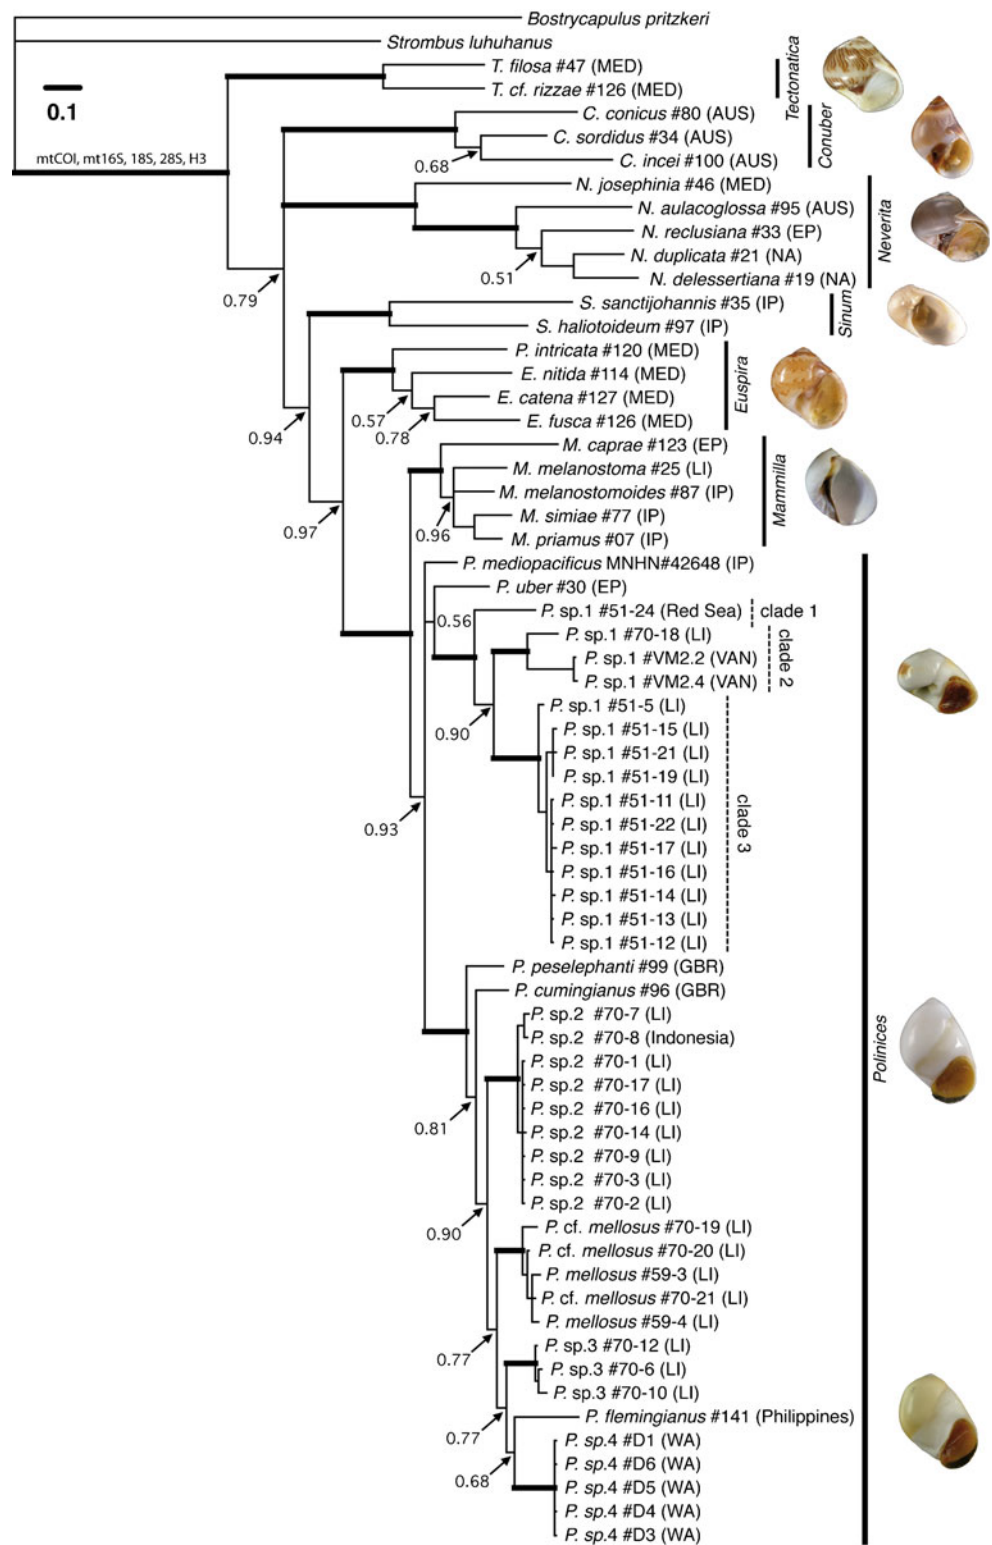 Bostrycapulus pritzkeri
Strombus luhuhanus
T. filosa #47 (MED)
T. cf. rizzae #126 (MED)
Tectonatica
0.1
C. conicus #80 (AUS)
C. sordidus #34 (AUS)
C. incei #100 (AUS)
Conuber
0.68
mtCOI, mt16S, 18S, 28S, H3
N. josephinia #46 (MED)
N. aulacoglossa #95 (AUS)
N. reclusiana #33 (EP)
N. duplicata #21 (NA)
N. delessertiana #19 (NA)
Neverita
0.51
0.79
S. sanctijohannis #35 (IP)
S. haliotoideum #97 (IP)
Sinum
P. intricata #120 (MED)
E. nitida #114 (MED)
E. catena #127 (MED)
E. fusca #126 (MED)
Euspira
0.57
0.78
0.94
M. caprae #123 (EP)
M. melanostoma #25 (LI)
M. melanostomoides #87 (IP)
M. simiae #77 (IP)
M. priamus #07 (IP)
Mammilla
0.96
0.97
P. mediopacificus MNHN#42648 (IP)
P. uber #30 (EP)
0.56
P. sp.1 #51-24 (Red Sea)
clade 1
P. sp.1 #70-18 (LI)
P. sp.1 #VM2.2 (VAN)
P. sp.1 #VM2.4 (VAN)
clade 2
0.90
P. sp.1 #51-5 (LI)
P. sp.1 #51-15 (LI)
P. sp.1 #51-21 (LI)
P. sp.1 #51-19 (LI)
P. sp.1 #51-11 (LI)
P. sp.1 #51-22 (LI)
P. sp.1 #51-17 (LI)
P. sp.1 #51-16 (LI)
P. sp.1 #51-14 (LI)
P. sp.1 #51-13 (LI)
P. sp.1 #51-12 (LI)
clade 3
0.93
P. peselephanti #99 (GBR)
P. cumingianus #96 (GBR)
P. sp.2 #70-7 (LI)
P. sp.2 #70-8 (Indonesia)
P. sp.2 #70-1 (LI)
P. sp.2 #70-17 (LI)
P. sp.2 #70-16 (LI)
P. sp.2 #70-14 (LI)
P. sp.2 #70-9 (LI)
P. sp.2 #70-3 (LI)
P. sp.2 #70-2 (LI)
Polinices
0.81
0.90
P. cf. mellosus #70-19 (LI)
P. cf. mellosus #70-20 (LI)
P. mellosus #59-3 (LI)
P. cf. mellosus #70-21 (LI)
P. mellosus #59-4 (LI)
0.77
P. sp.3 #70-12 (LI)
P. sp.3 #70-6 (LI)
P. sp.3 #70-10 (LI)
0.77
P. flemingianus #141 (Philippines)
0.68
P. sp.4 #D1 (WA)
P. sp.4 #D6 (WA)
P. sp.4 #D5 (WA)
P. sp.4 #D4 (WA)
P. sp.4 #D3 (WA)